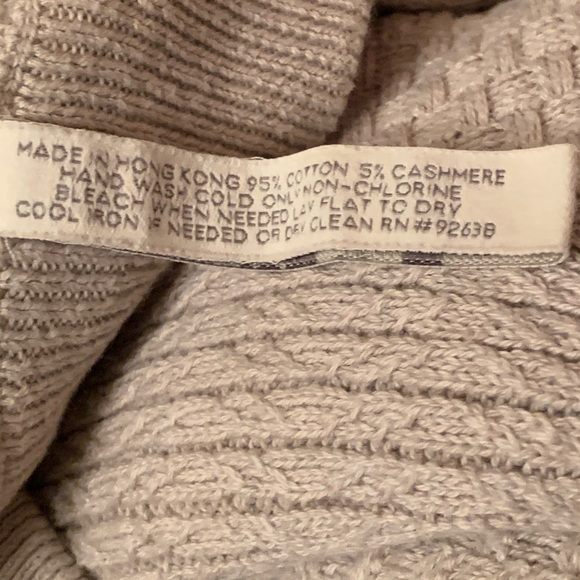 MADE IN HONG KONG 95% COTTON 5% CASHMERE
HAND WASH COLD ONLY NON-CHLORINE
BLEACH WHEN NEEDED LAY FLAT TO DRY
COOL IRON IF NEEDED OR DRY CLEAN RN #92638